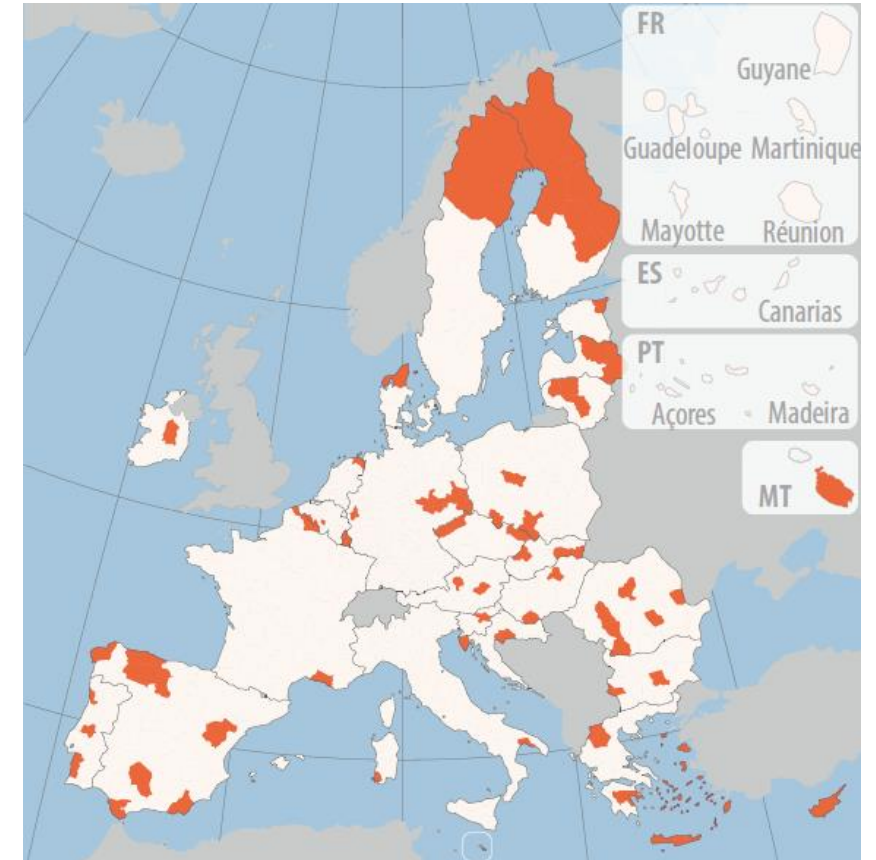 FR
Guyane
Guadeloupe Martinique
Mayotte Réunion
ES
Canarias
PT
Açores Madeira
MT